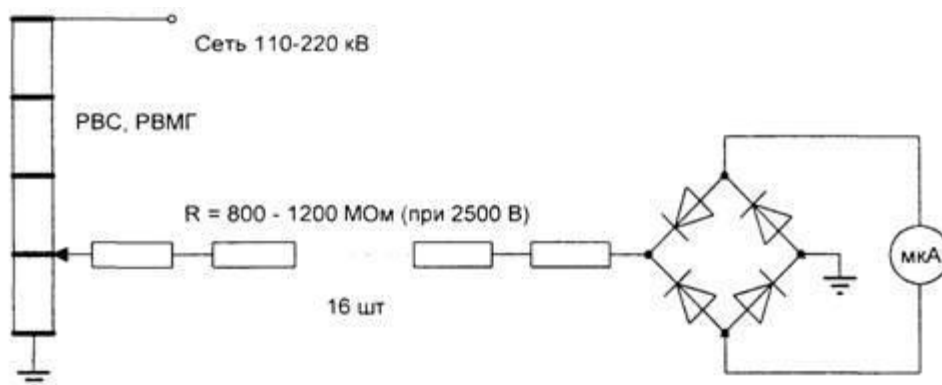 Сеть 110-220 кВ
РВС, РВМГ
R = 800 - 1200 МОм (при 2500 В)
мкА
16 шт